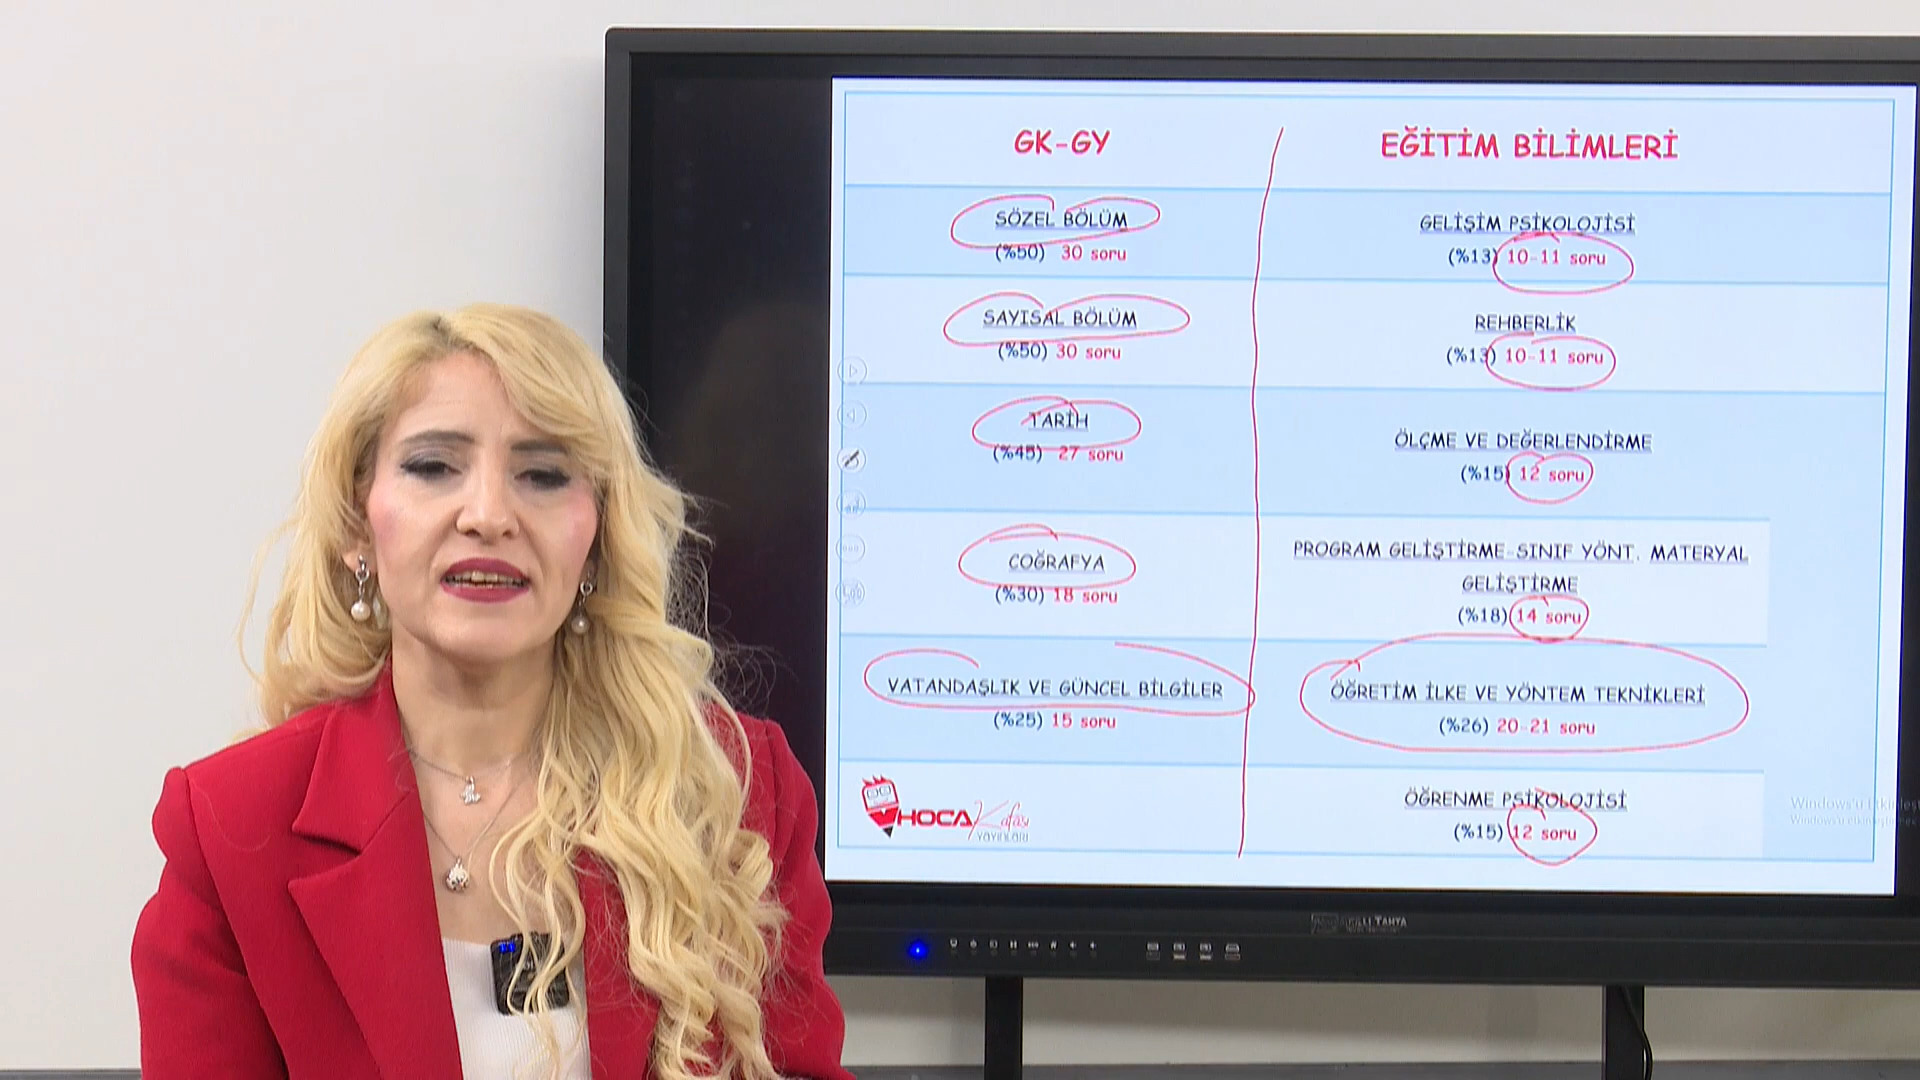 GK-GY
SÖZEL BÖLÜM
(%50) 30 soru
SAYISAL BÖLÜM
(%50) 30 soru
TARİH
(%45) 27 soru
COĞRAFYA
(%30) 18 soru
VATANDAŞLIK VE GÜNCEL BİLGİLER
(%25) 15 soru
HOCA Kafası
YAYINLARI
EĞİTİM BİLİMLERİ
GELİŞİM PSİKOLOJİSİ
(%13) 10-11 soru
REHBERLİK
(%13) 10-11 soru
ÖLÇME VE DEĞERLENDİRME
(%15) 12 soru
PROGRAM GELİŞTİRME-SINIF YÖNT. MATERYAL
GELİŞTİRME
(%18) 14 soru
ÖĞRETİM İLKE VE YÖNTEM TEKNİKLERİ
(%26) 20-21 soru
ÖĞRENME PSİKOLOJİSİ
(%15) 12 soru
Windows'u Etkinleşt
TAHTA